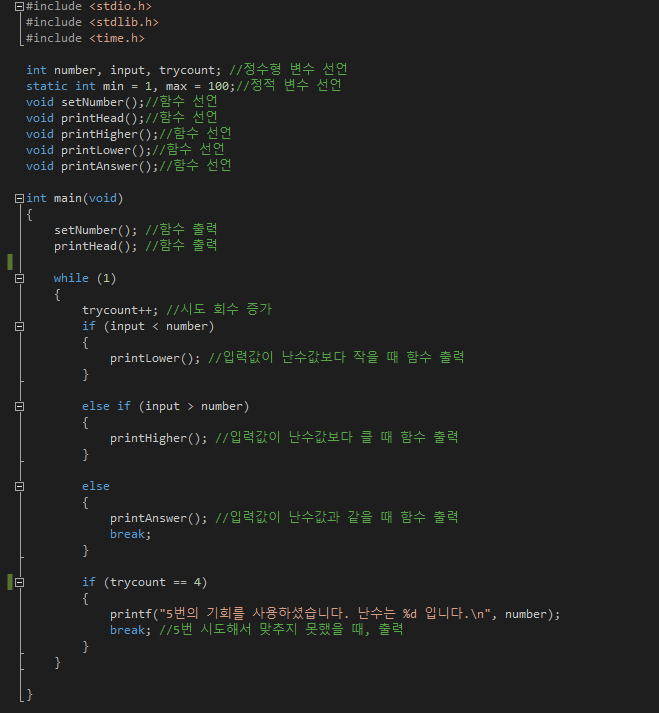 #include <stdio.h>
#include <stdlib.h>
#include <time.h>
int number, input, trycount; //정수형 변수 선언
static int min = 1, max = 100;//정적 변수 선언
void setNumber();//함수 선언
void printHead();//함수 선언
void printHigher();//함수 선언
void printLower();//함수 선언
void printAnswer();//함수 선언
int main(void)
{
setNumber(); //함수 출력
printHead(); //함수 출력
while (1)
{
trycount++; //시도 회수 증가
if (input < number)
{
printLower(); //입력값이 난수값보다 작을 때 함수 출력
}
else if (input > number)
{
printHigher(); //입력값이 난수값보다 클 때 함수 출력
}
else
{
printAnswer(); //입력값이 난수값과 같을 때 함수 출력
break;
}
if (trycount == 4)
{
printf("5번의 기회를 사용하셨습니다. 난수는 %d 입니다.\n", number);
break; //5번 시도해서 맞추지 못했을 때, 출력
}
}
}